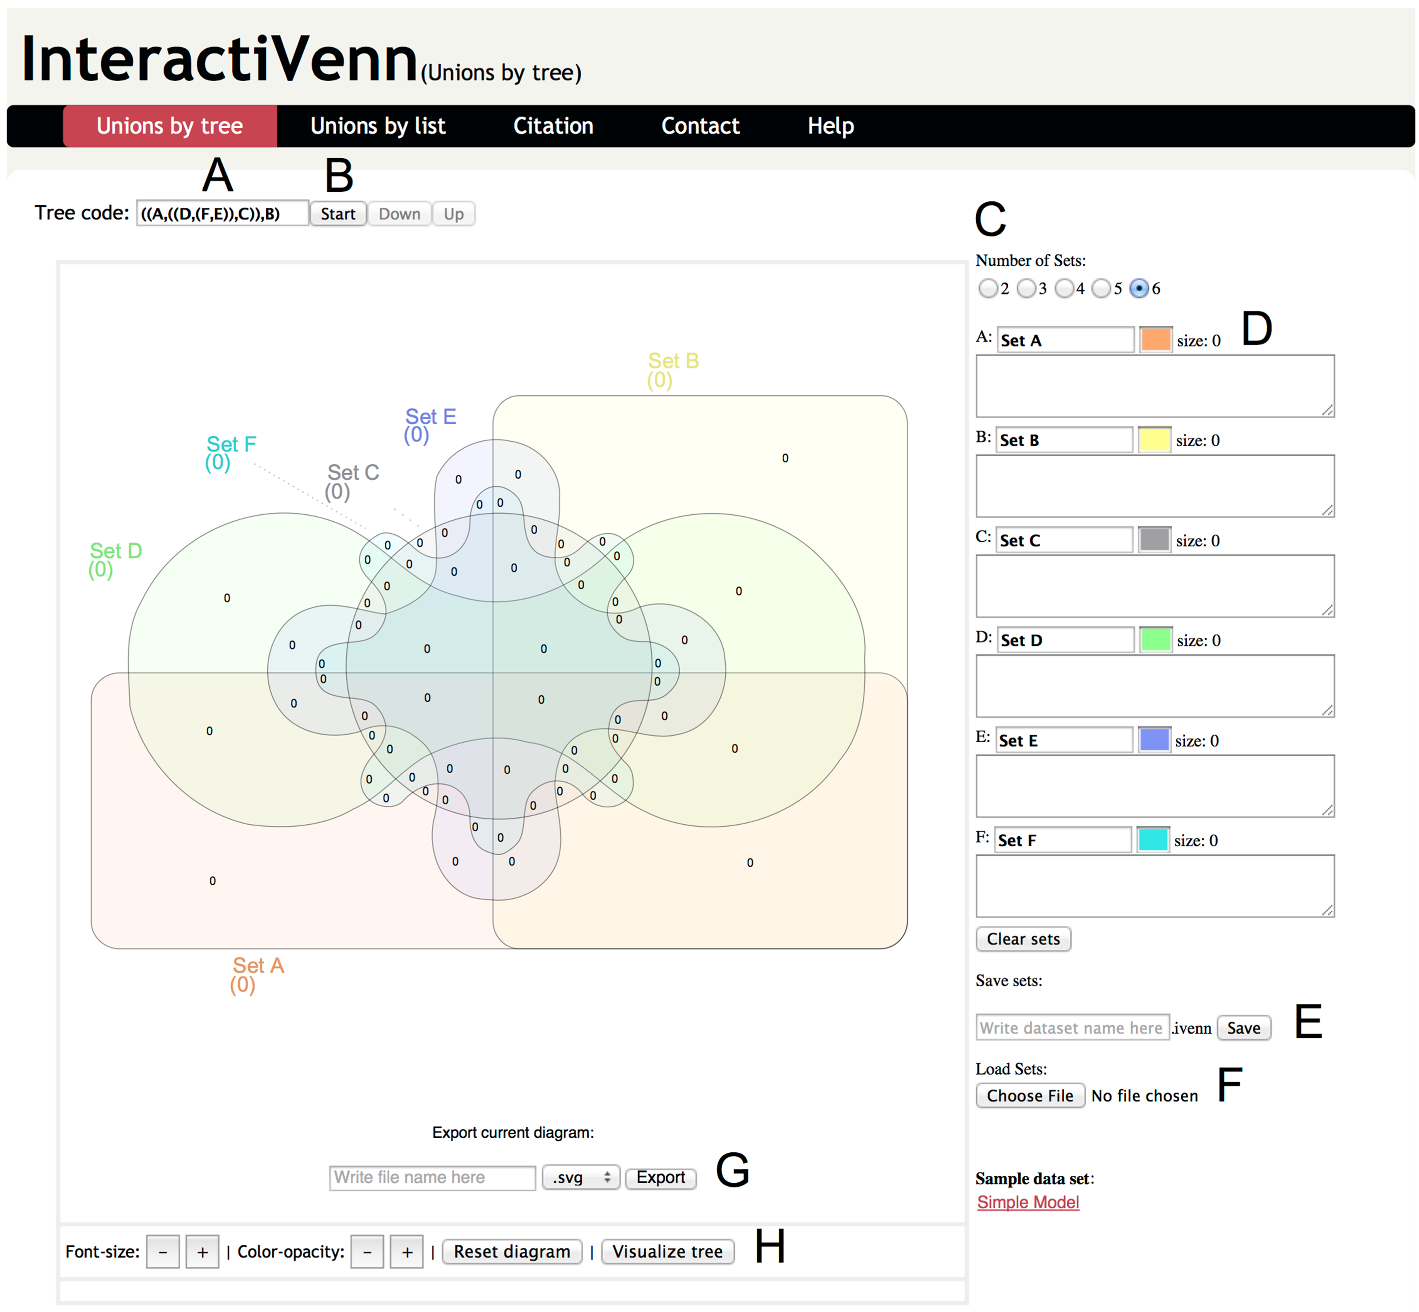 InteractiVenn(Unions by tree)
Unions by tree Unions by list Citation Contact Help
A B
Tree code: ((A,((D,(F,E)),C)),B) Start Down Up
C
Number of Sets:
2 3 4 5 6
A: Set A size: 0 D
B: Set B size: 0
C: Set C size: 0
D: Set D size: 0
E: Set E size: 0
F: Set F size: 0
Clear sets
Save sets:
Write dataset name here .ivenn Save E
Load Sets:
Choose File No file chosen F
Sample data set:
Simple Model
Set B
(0)
Set E
(0)
Set F
(0)
Set C
(0)
Set D
(0)
0
0 0
0 0
0 0 0 0 0 0
0 0 0 0
0 0 0 0
0 0 0 0
0 0 0 0
0 0 0 0
0 0 0 0
0 0 0 0
0 0 0 0
0 0 0 0
0 0 0 0
0 0 0 0
0 0 0 0
0 0 0 0
0 0 0
0 0
Set A
(0)
Export current diagram:
Write file name here .svg Export G
Font-size: - + | Color-opacity: - + | Reset diagram | Visualize tree H